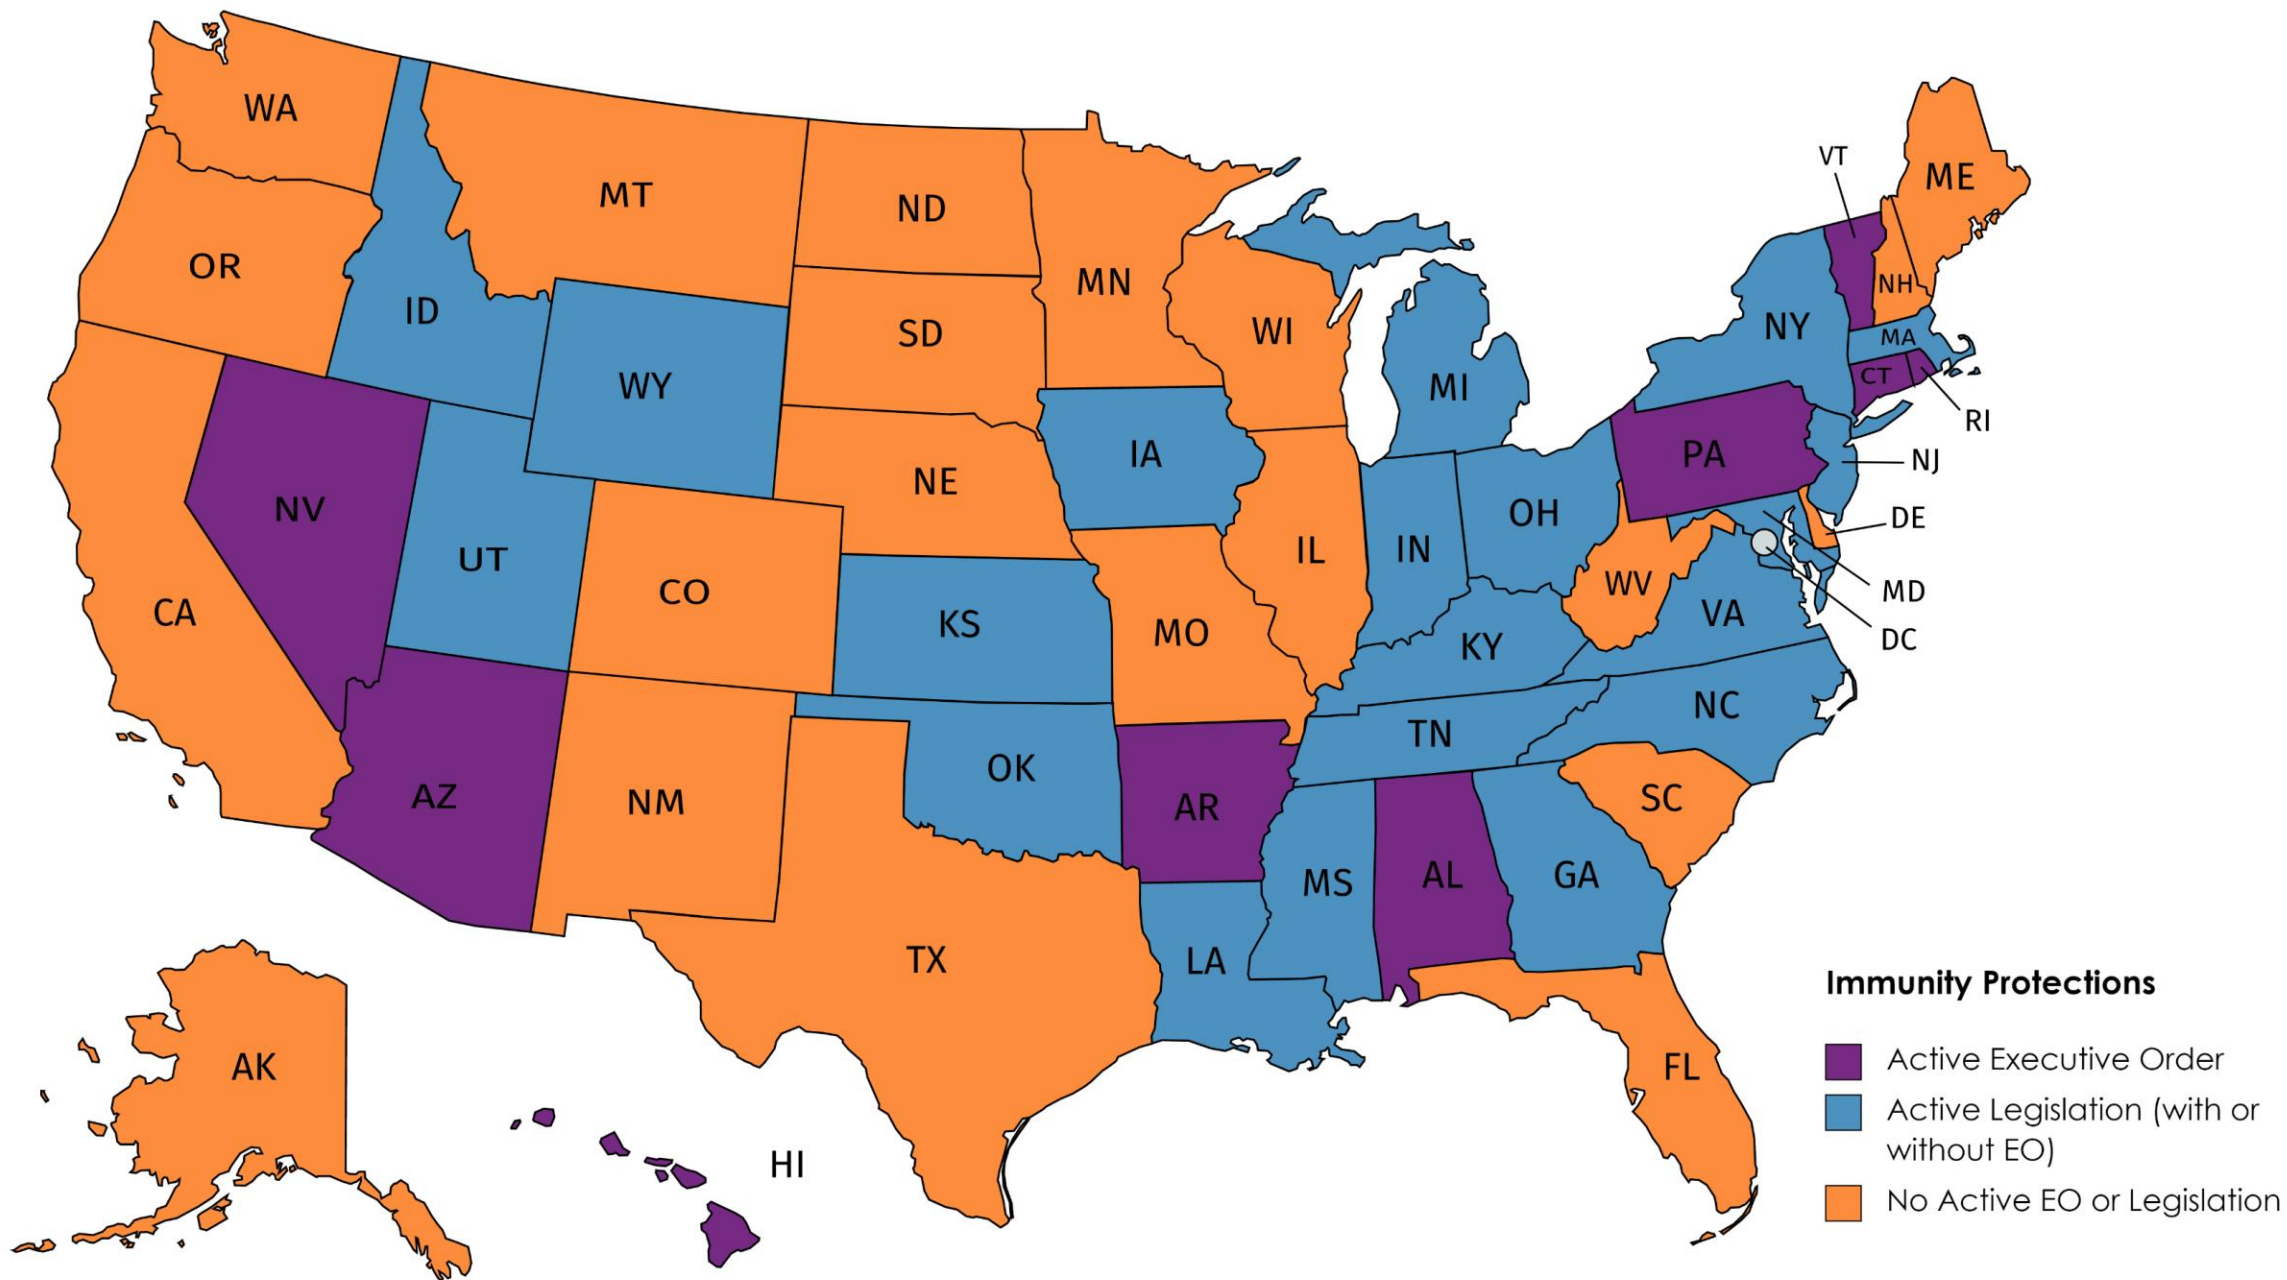 WA
MT
ND
MN
VT
ME
OR
ID
SD
WI
NH
NY
MA
WY
MI
CT
RI
IA
PA
NJ
NV
NE
UT
CO
IL
IN
OH
DE
WV
MD
CA
KS
MO
KY
VA
DC
NC
TN
AZ
NM
OK
AR
SC
MS
AL
GA
TX
LA
AK
FL
HI
Immunity Protections
Active Executive Order
Active Legislation (with or
without EO)
No Active EO or Legislation